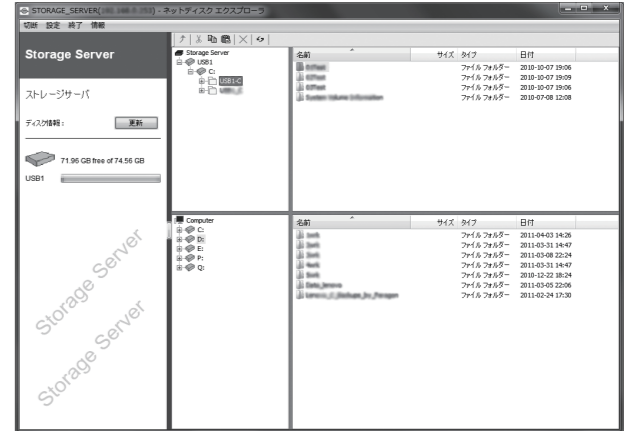 STORAGE_SERVER( ) - ネットディスク エクスプローラ
切断 設定 終了 情報
Storage Server
ストレージサーバ
ディスク情報 : 更新
71.96 GB free of 74.56 GB
USB1
Storage Server
Storage Server
Storage Server
USB1
C:
USB1-C
名前 サイズ タイプ 日付
ファイル フォルダー 2010-10-07 19:06
ファイル フォルダー 2010-10-07 19:09
ファイル フォルダー 2010-10-07 19:06
System Volume Information ファイル フォルダー 2010-07-08 12:08
Computer
C:
D:
E:
P:
Q:
名前 サイズ タイプ 日付
ファイル フォルダー 2011-04-03 14:26
ファイル フォルダー 2011-03-31 14:47
ファイル フォルダー 2011-03-08 22:24
ファイル フォルダー 2011-03-31 14:47
ファイル フォルダー 2010-12-22 18:24
ファイル フォルダー 2011-03-05 22:06
ファイル フォルダー 2011-02-24 17:30